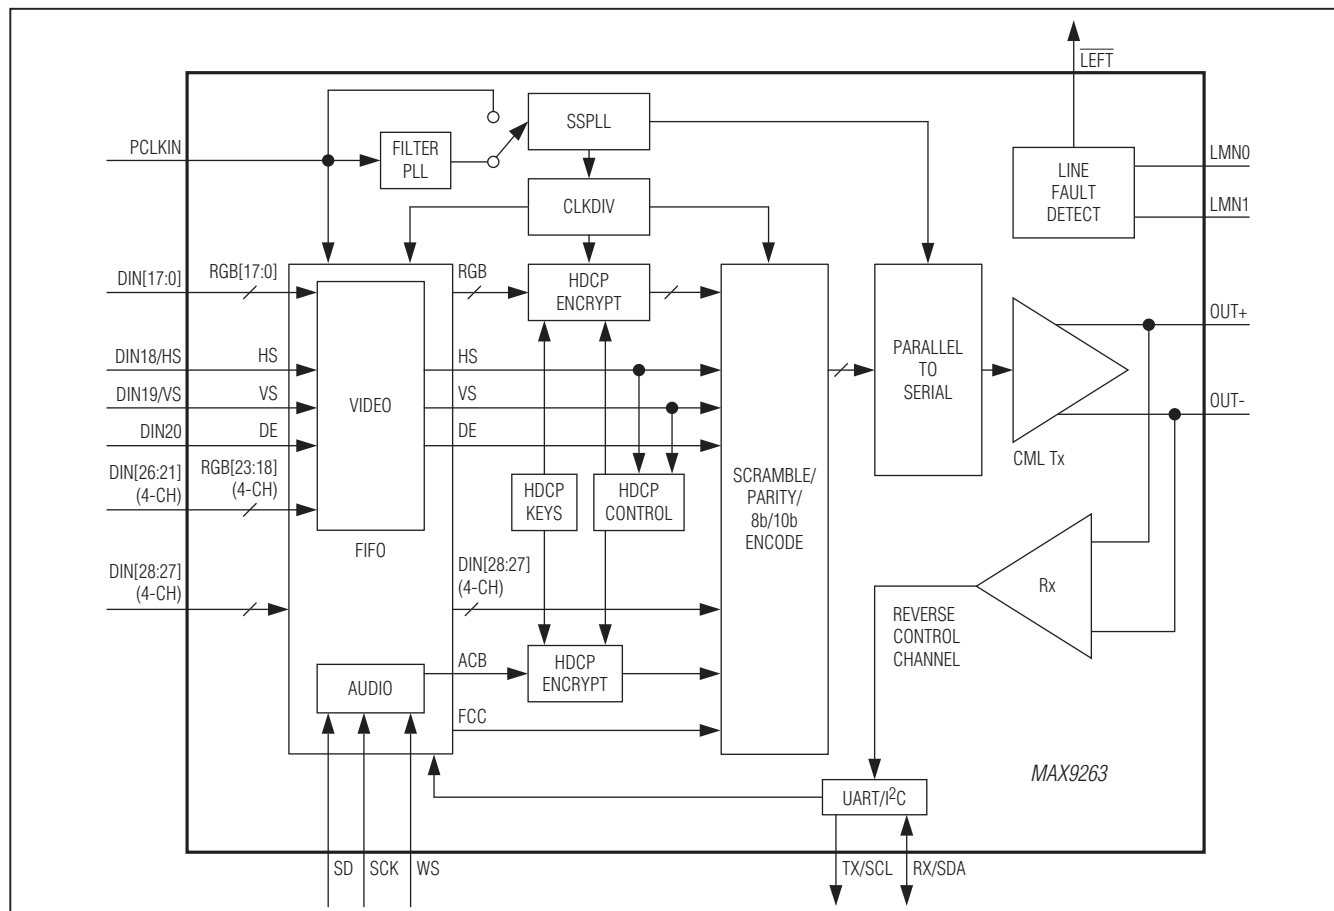 LEFT
PCLKIN
FILTER
PLL
SSPLL
CLKDIV
LINE
FAULT
DETECT
LMN0
LMN1
DIN[17:0]
RGB[17:0]
RGB
HDCP
ENCRYPT
DIN18/HS
HS
HS
DIN19/VS
VS
VS
DIN20
DE
DE
DIN[26:21]
(4-CH)
RGB[23:18]
(4-CH)
VIDEO
FIFO
HDCP
KEYS
HDCP
CONTROL
SCRAMBLE/
PARITY/
8b/10b
ENCODE
PARALLEL
TO
SERIAL
CML Tx
OUT+
OUT-
DIN[28:27]
(4-CH)
DIN[28:27]
(4-CH)
Rx
REVERSE
CONTROL
CHANNEL
AUDIO
ACB
HDCP
ENCRYPT
FCC
UART/I²C
MAX9263
SD
SCK
WS
TX/SCL
RX/SDA